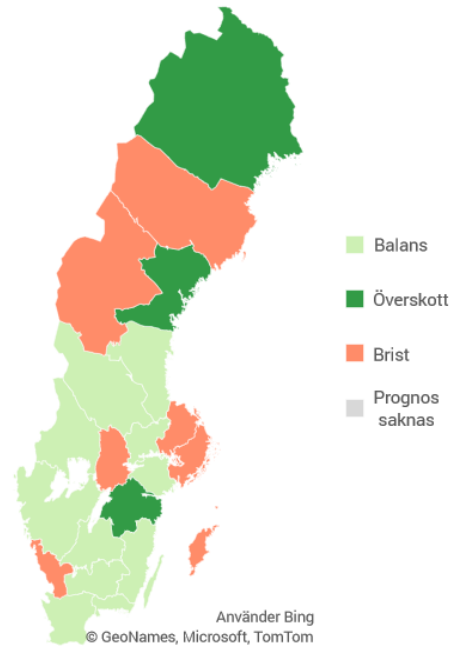 Balans
Överskott
Brist
Prognos
saknas
Använder Bing
© GeoNames, Microsoft, TomTom